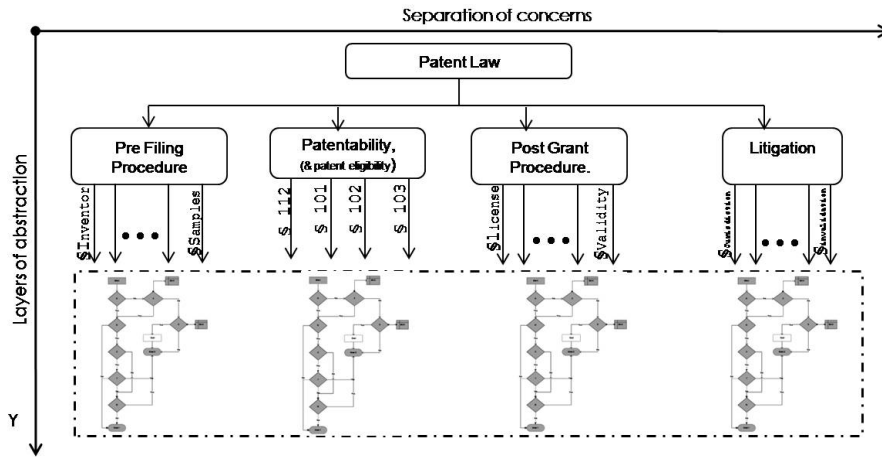 Separation of concerns
Patent Law
Pre Filing
Procedure
Patentability,
(& patent eligibility)
Post Grant
Procedure.
Litigation
Layers of abstraction
§Inventor
§Samples
§ 112
§ 101
§ 102
§ 103
§License
§Validity
§Invalidation
Y